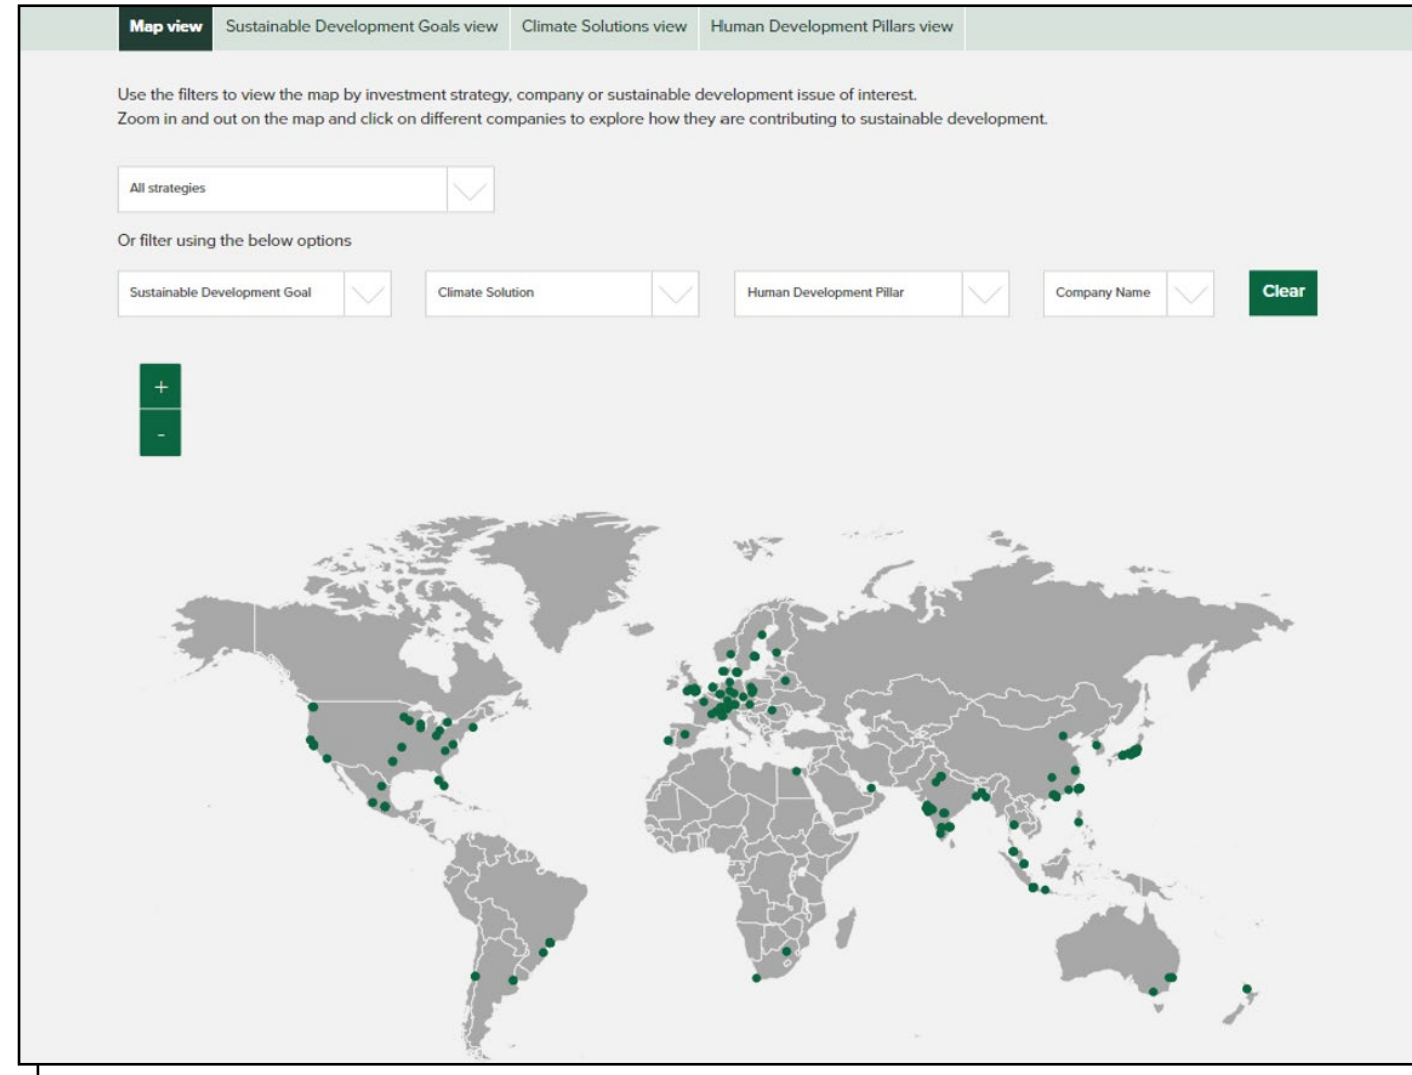 Map view Sustainable Development Goals view Climate Solutions view Human Development Pillars view
Use the filters to view the map by investment strategy, company or sustainable development issue of interest.
Zoom in and out on the map and click on different companies to explore how they are contributing to sustainable development.
All strategies
Or filter using the below options
Sustainable Development Goal Climate Solution Human Development Pillar Company Name Clear
+
-